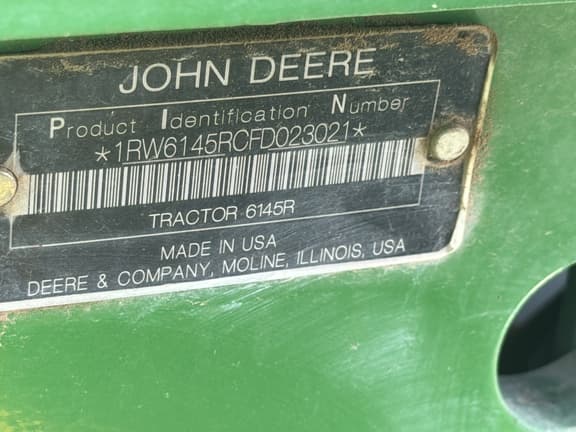 JOHN DEERE
Product Identification Number
*1RW6145RCFD023021*
TRACTOR 6145R
MADE IN USA
DEERE & COMPANY, MOLINE, ILLINOIS, USA